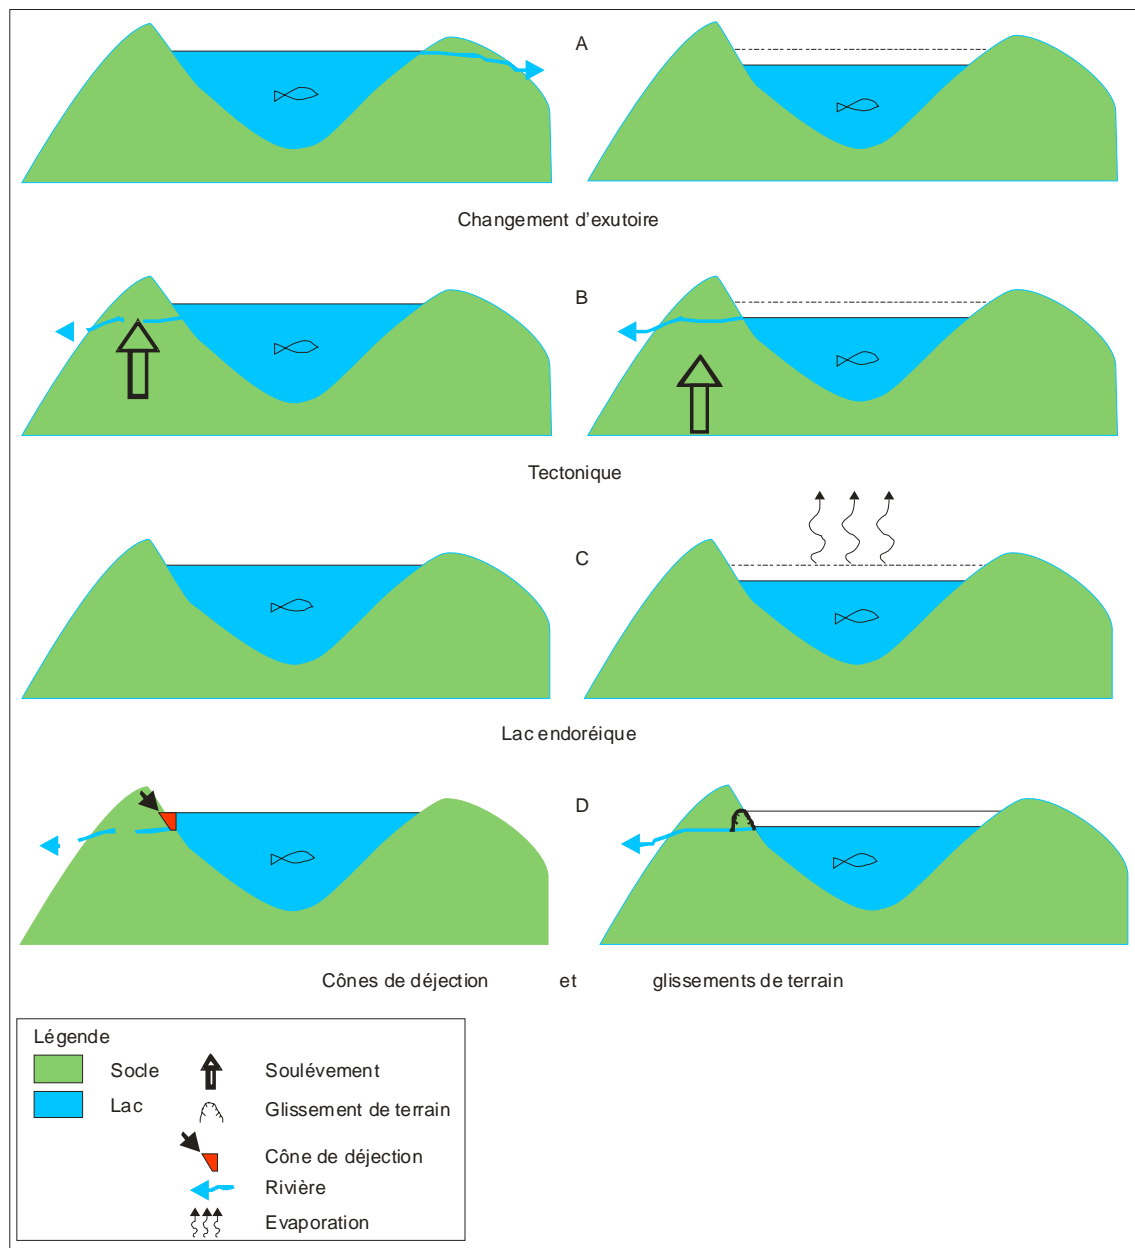 A
Changement d'exutoire
B
Tectonique
C
Lac endoréique
D
Cônes de déjection et glissements de terrain
Légende
Socle Soulévement
Lac Glissement de terrain
Cône de déjection
Rivière
Evaporation